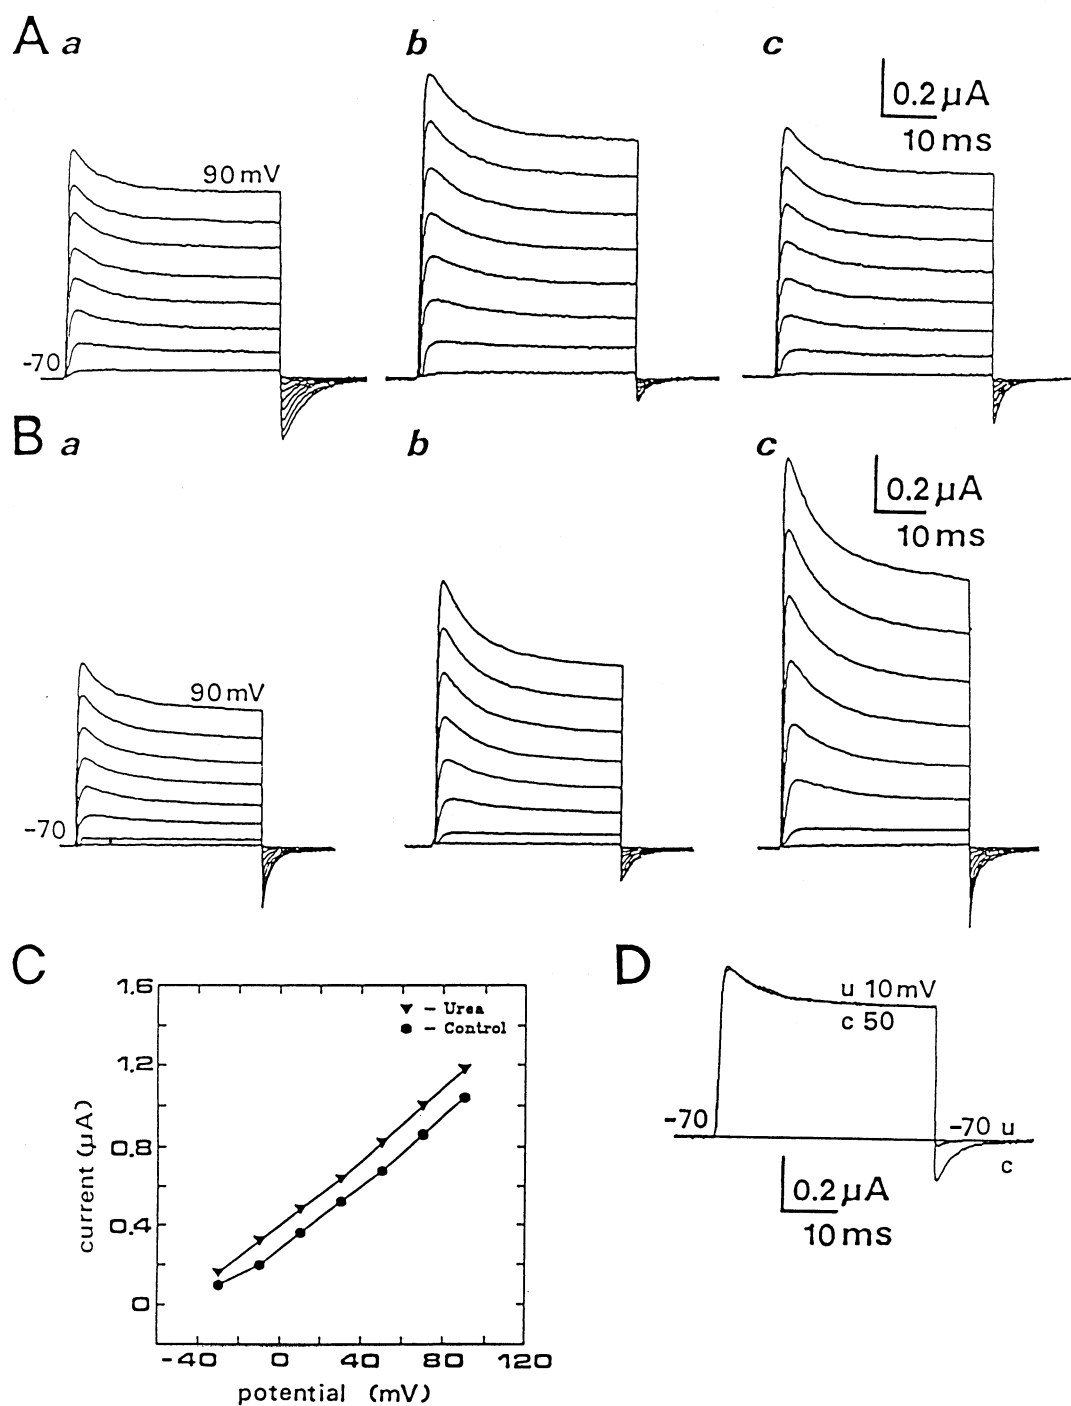 A a b c
0.2 µA
10 ms
90 mV
-70
B a b c
0.2 µA
10 ms
90 mV
-70
C
1.6
1.2
0.8
0.4
0
current (µA)
- Urea
- Control
-40 0 40 80 120
potential (mV)
D
u 10 mV
c 50
-70
-70 u
c
0.2 µA
10 ms